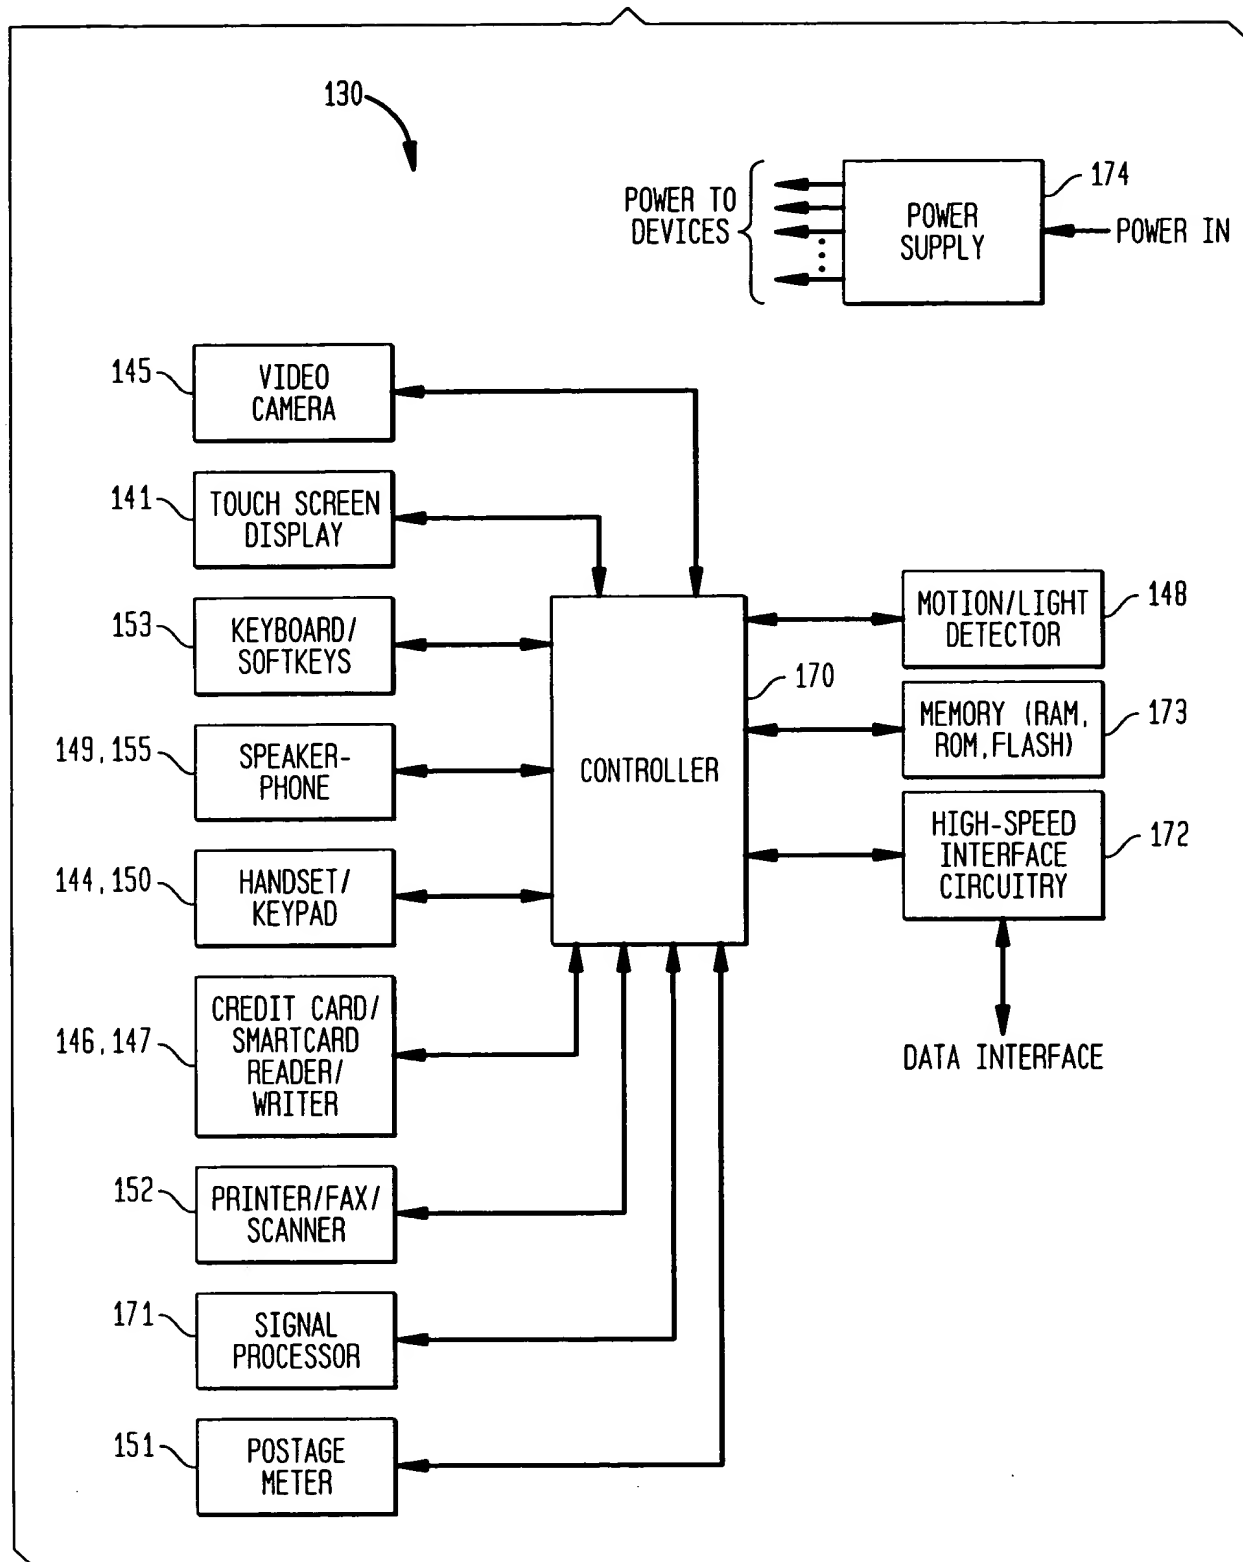 130
POWER TO
DEVICES
POWER
SUPPLY
174
POWER IN
145
VIDEO
CAMERA
141
TOUCH SCREEN
DISPLAY
153
KEYBOARD/
SOFTKEYS
149,155
SPEAKER-
PHONE
144,150
HANDSET/
KEYPAD
146,147
CREDIT CARD/
SMARTCARD
READER/
WRITER
152
PRINTER/FAX/
SCANNER
171
SIGNAL
PROCESSOR
151
POSTAGE
METER
CONTROLLER
170
MOTION/LIGHT
DETECTOR
148
MEMORY (RAM,
ROM,FLASH)
173
HIGH-SPEED
INTERFACE
CIRCUITRY
172
DATA INTERFACE